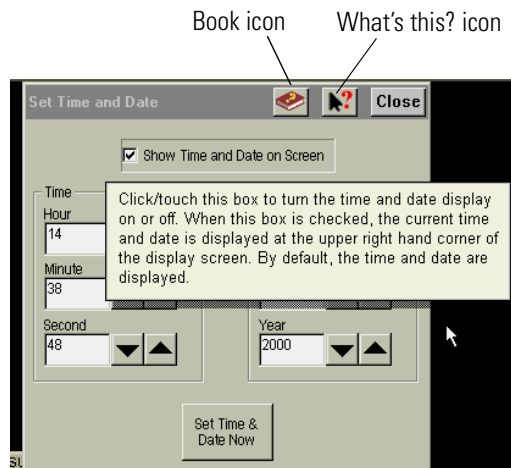 Book icon What's this? icon
Set Time and Date ? ? Close
Show Time and Date on Screen
Time
Hour
14
Click/touch this box to turn the time and date display
on or off. When this box is checked, the current time
and date is displayed at the upper right hand corner of
the display screen. By default, the time and date are
displayed.
Minute
38
Second
48
Year
2000
Set Time &
Date Now